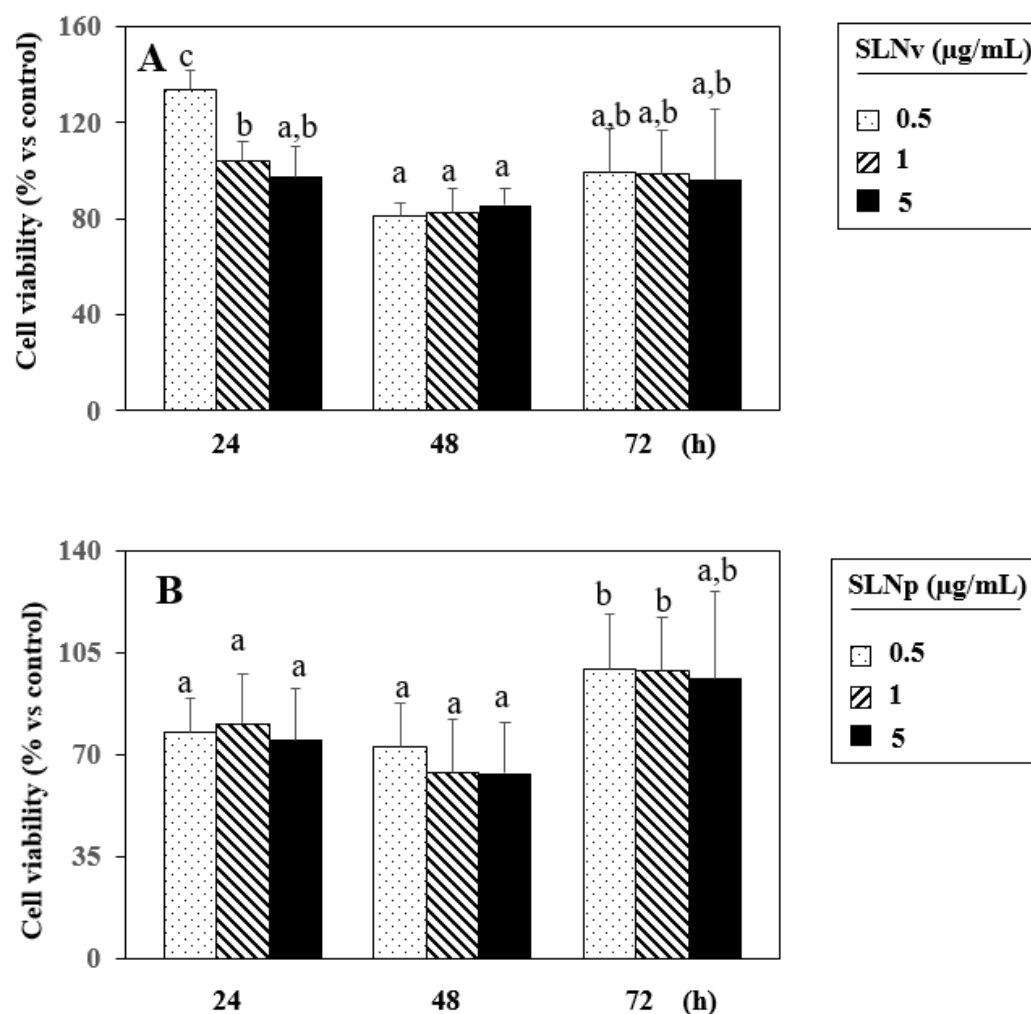 A
Cell viability (% vs control)
160
120
80
40
0
c
b
a,b
a
a
a
a,b
a,b
a,b
24 48 72 (h)
SLNv (µg/mL)
0.5
1
5
B
Cell viability (% vs control)
140
105
70
35
0
a
a
a
a
a
a
b
b
a,b
24 48 72 (h)
SLNp (µg/mL)
0.5
1
5